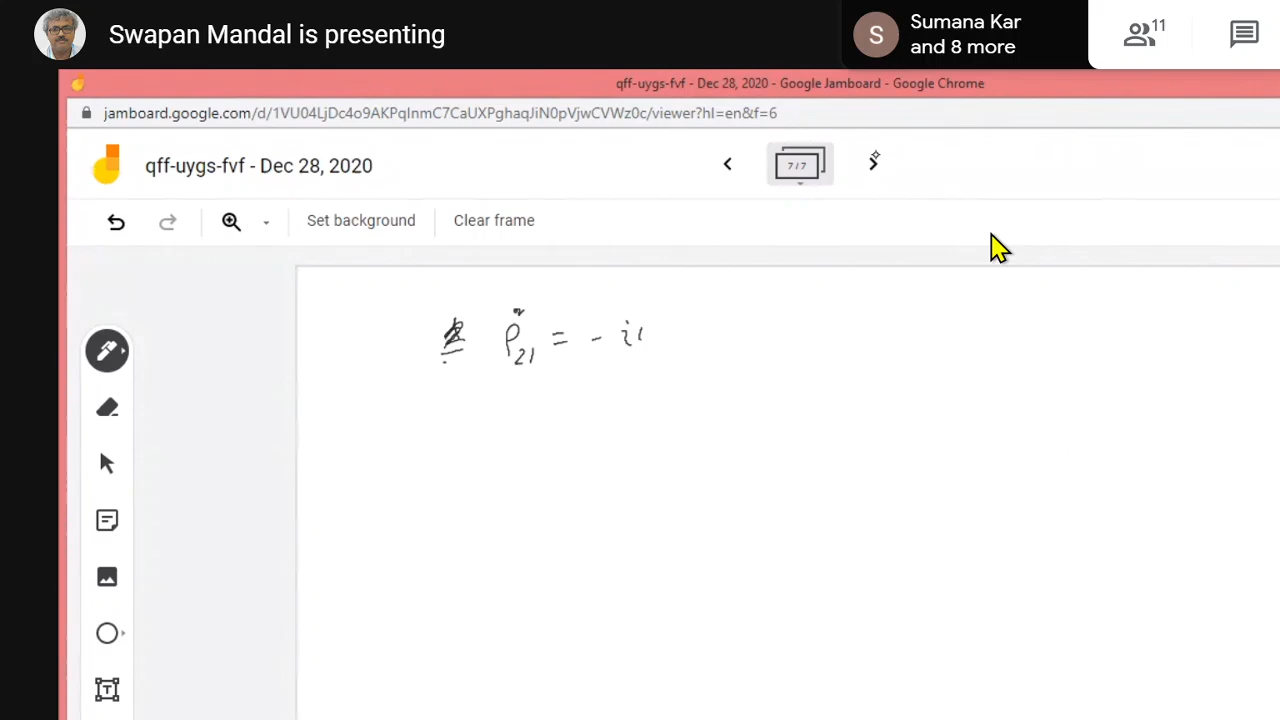 Swapan Mandal is presenting
S
Sumana Kar
and 8 more
11
qff-uygs-fvf - Dec 28, 2020 - Google Jamboard - Google Chrome
jamboard.google.com/d/1VU04LjDc4o9AKPqInmC7CaUXPghaqJiN0pVjwCVWz0c/viewer?hl=en&f=6
qff-uygs-fvf - Dec 28, 2020
7 / 7
Set background
Clear frame
ρ̇₂₁ = - i
T